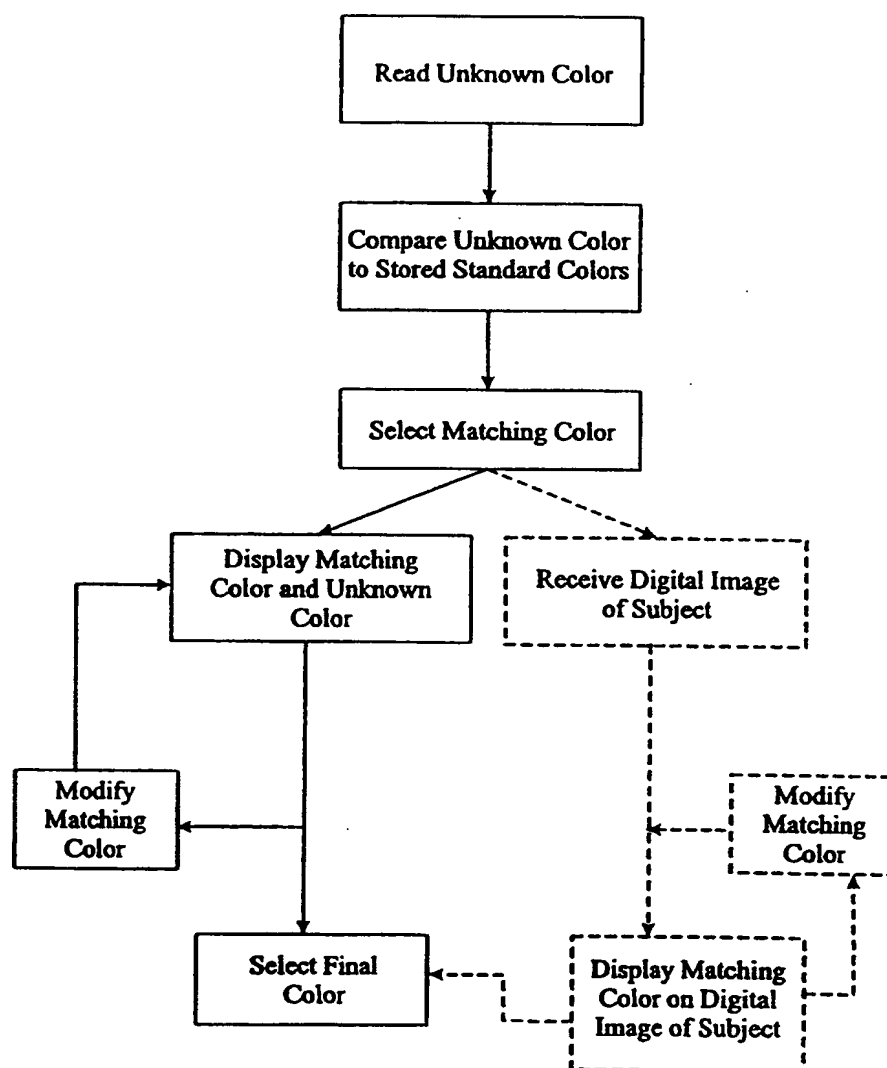 Read Unknown Color
Compare Unknown Color
to Stored Standard Colors
Select Matching Color
Display Matching
Color and Unknown
Color
Receive Digital Image
of Subject
Modify
Matching
Color
Modify
Matching
Color
Select Final
Color
Display Matching
Color on Digital
Image of Subject